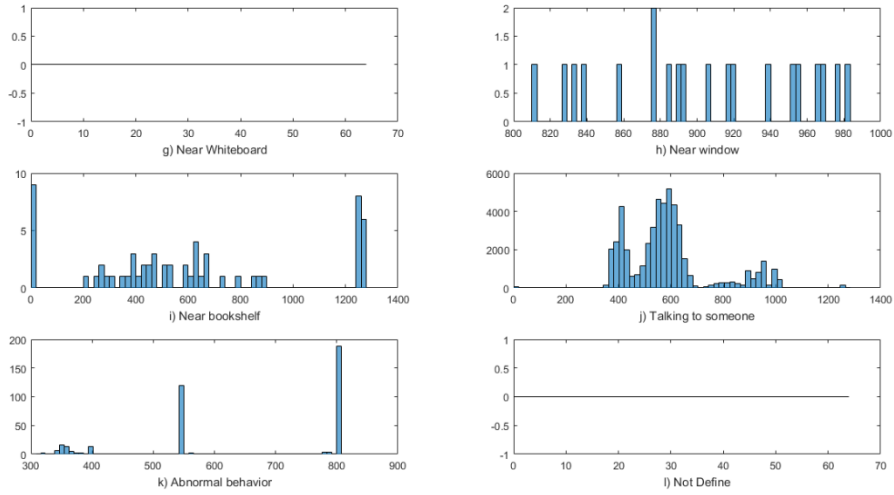 1
0.5
0
-0.5
-1
0 10 20 30 40 50 60 70
g) Near Whiteboard
2
1.5
1
0.5
0
800 820 840 860 880 900 920 940 960 980 1000
h) Near window
10
5
0
0 200 400 600 800 1000 1200 1400
i) Near bookshelf
6000
4000
2000
0
0 200 400 600 800 1000 1200 1400
j) Talking to someone
200
150
100
50
0
300 400 500 600 700 800 900
k) Abnormal behavior
1
0.5
0
-0.5
-1
0 10 20 30 40 50 60 70
l) Not Define